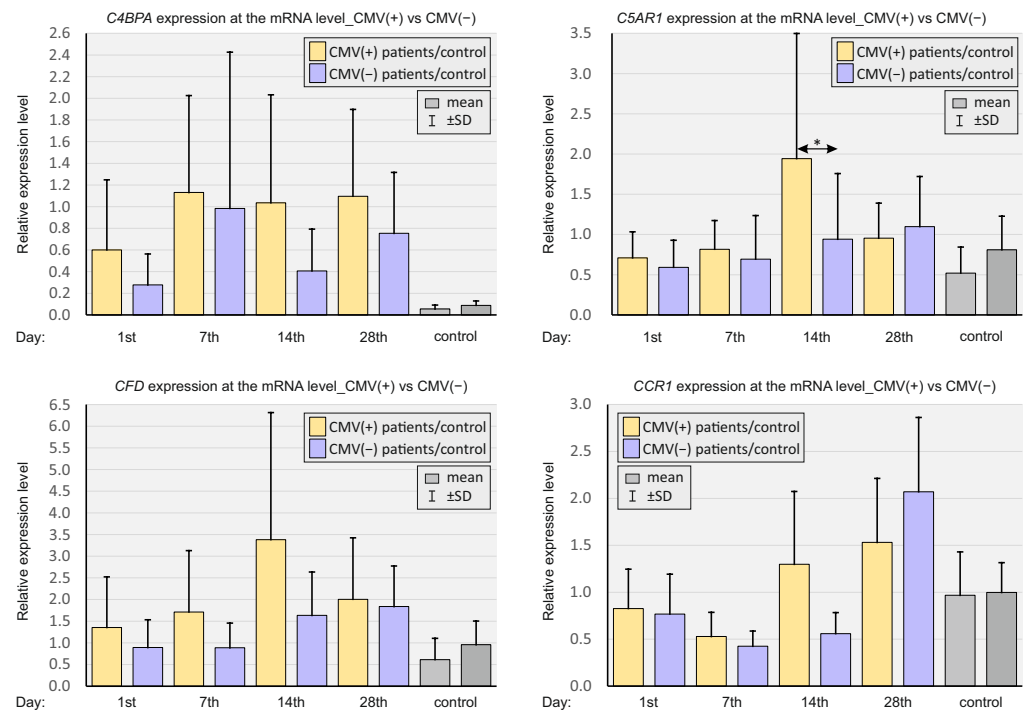 C4BPA expression at the mRNA level_CMV(+) vs CMV(−)
Relative expression level
2.6
2.4
2.2
2.0
1.8
1.6
1.4
1.2
1.0
0.8
0.6
0.4
0.2
0.0
CMV(+) patients/control
CMV(−) patients/control
mean
±SD
Day: 1st 7th 14th 28th control
C5AR1 expression at the mRNA level_CMV(+) vs CMV(−)
Relative expression level
3.5
3.0
2.5
2.0
1.5
1.0
0.5
0.0
CMV(+) patients/control
CMV(−) patients/control
mean
±SD
*
Day: 1st 7th 14th 28th control
CFD expression at the mRNA level_CMV(+) vs CMV(−)
Relative expression level
6.5
6.0
5.5
5.0
4.5
4.0
3.5
3.0
2.5
2.0
1.5
1.0
0.5
0.0
CMV(+) patients/control
CMV(−) patients/control
mean
±SD
Day: 1st 7th 14th 28th control
CCR1 expression at the mRNA level_CMV(+) vs CMV(−)
Relative expression level
3.0
2.5
2.0
1.5
1.0
0.5
0.0
CMV(+) patients/control
CMV(−) patients/control
mean
±SD
Day: 1st 7th 14th 28th control